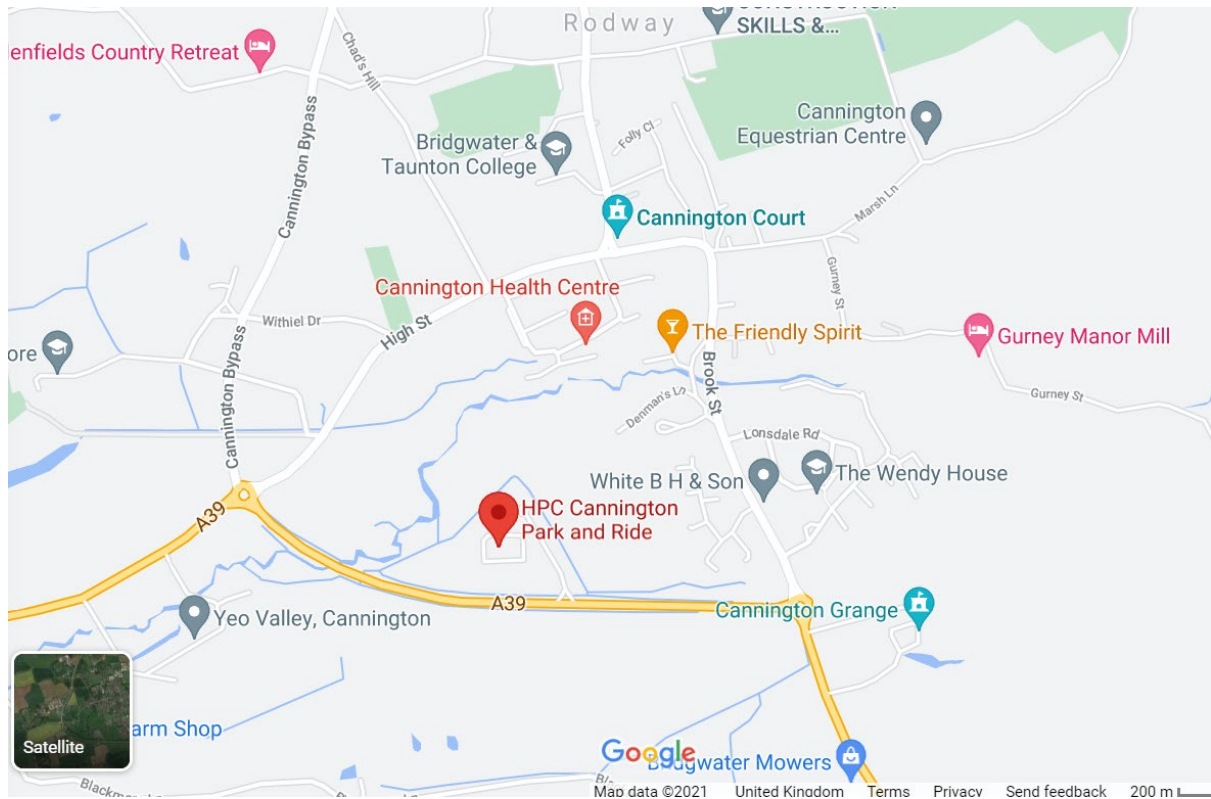 Rodway
CONSTRUCTION
SKILLS &...
enfields Country Retreat
Chad's Hill
Cannington Bypass
Bridgwater &
Taunton College
Folly Cl
Cannington
Equestrian Centre
Marsh Ln
Cannington Court
Cannington Health Centre
Gurney St
Withiel Dr
High St
The Friendly Spirit
Gurney Manor Mill
ore
Cannington Bypass
Brook St
Denman's Ln
Gurney St
Lonsdale Rd
White B H & Son
The Wendy House
A39
HPC Cannington
Park and Ride
A39
Cannington Grange
Yeo Valley, Cannington
arm Shop
Satellite
Google
Bridgwater Mowers
Map data ©2021 United Kingdom Terms Privacy Send feedback 200 m